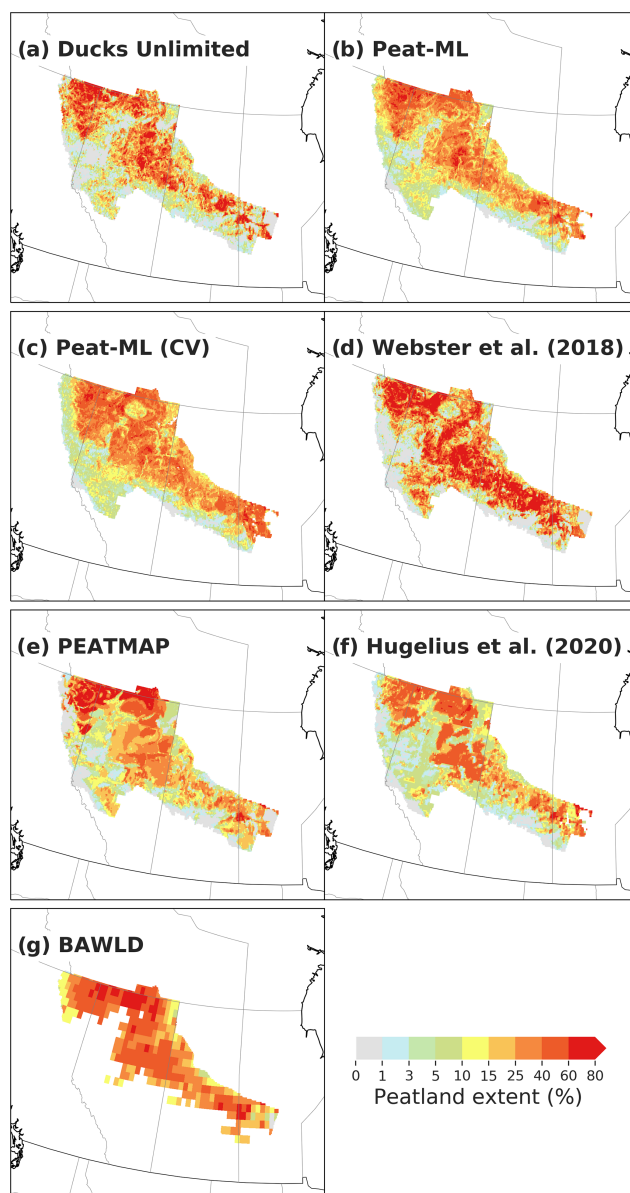 (a) Ducks Unlimited
(b) Peat-ML
(c) Peat-ML (CV)
(d) Webster et al. (2018)
(e) PEATMAP
(f) Hugelius et al. (2020)
(g) BAWLD
0 1 3 5 10 15 25 40 60 80
Peatland extent (%)